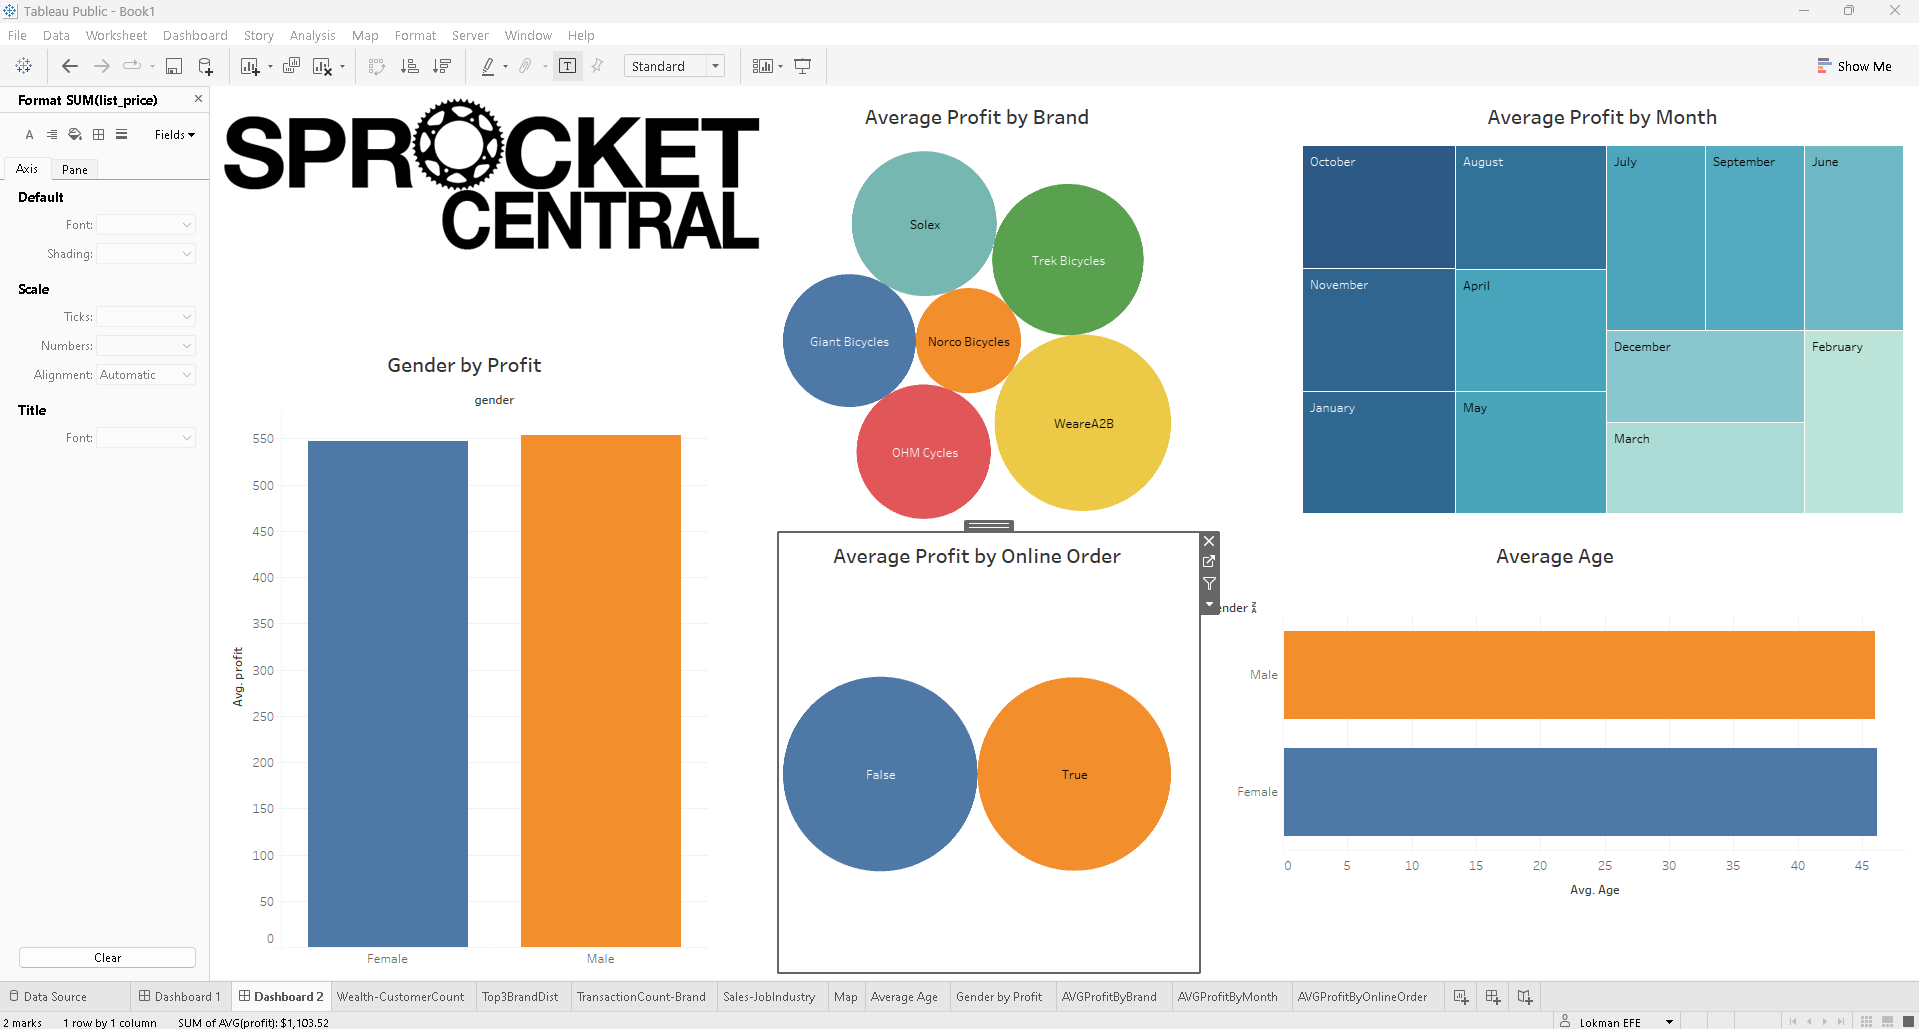 Tableau Public - Book1
File Data Worksheet Dashboard Story Analysis Map Format Server Window Help
Standard
Show Me
Format SUM(list_price)
Fields
Axis Pane
Default
Font:
Shading:
Scale
Ticks:
Numbers:
Alignment: Automatic
Title
Font:
Clear
SPROCKET
CENTRAL
Gender by Profit
gender
550
500
450
400
350
300
250
200
150
100
50
0
Avg. profit
Female Male
Average Profit by Brand
Solex
Trek Bicycles
Giant Bicycles
Norco Bicycles
WeareA2B
OHM Cycles
Average Profit by Online Order
False True
Average Profit by Month
October August July September June
November April
December February
January May
March
Average Age
ender
Male
Female
0 5 10 15 20 25 30 35 40 45
Avg. Age
Data Source Dashboard 1 Dashboard 2 Wealth-CustomerCount Top3BrandDist TransactionCount-Brand Sales-JobIndustry Map Average Age Gender by Profit AVGProfitByBrand AVGProfitByMonth AVGProfitByOnlineOrder
2 marks 1 row by 1 column SUM of AVG(profit): $1,103.52 Lokman EFE